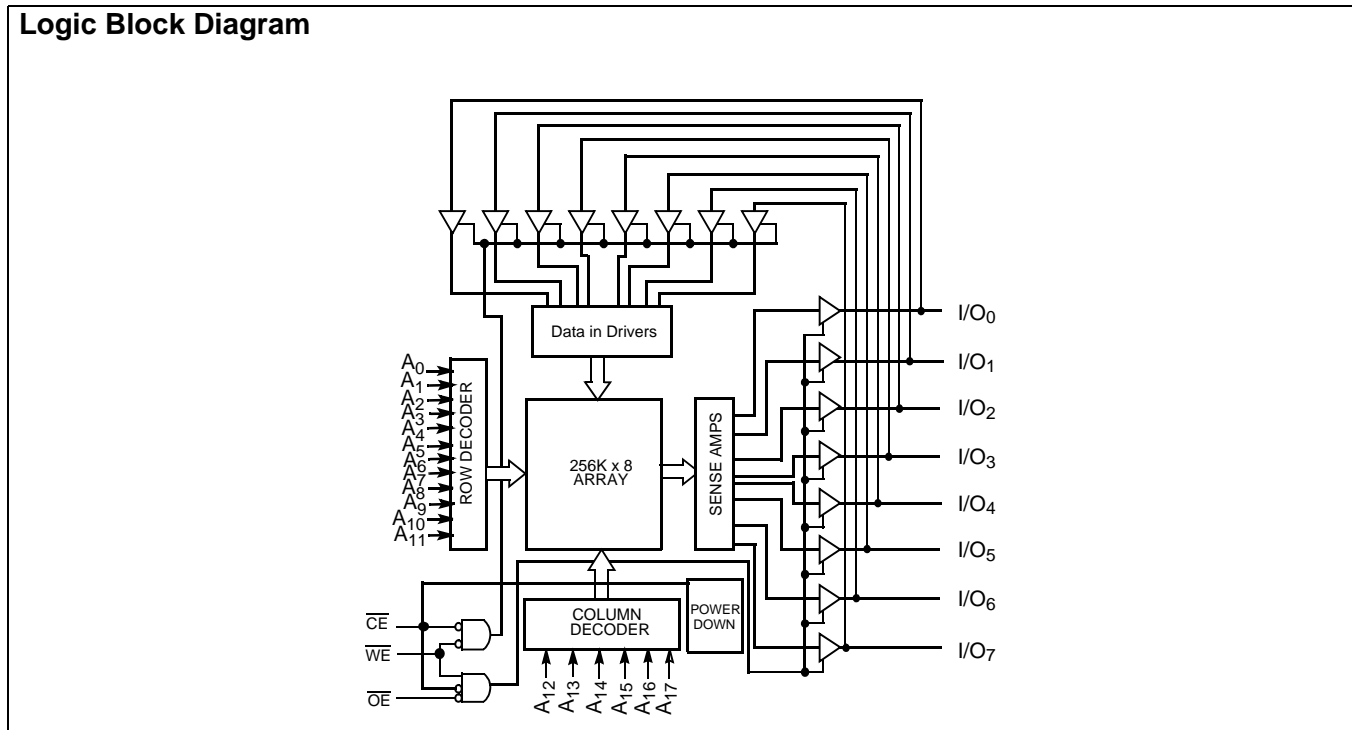 Logic Block Diagram
Data in Drivers
I/O0
I/O1
I/O2
I/O3
I/O4
I/O5
I/O6
I/O7
A0
A1
A2
A3
A4
A5
A6
A7
A8
A9
A10
A11
ROW DECODER
256K x 8
ARRAY
SENSE AMPS
COLUMN
DECODER
POWER
DOWN
CE
WE
OE
A12
A13
A14
A15
A16
A17